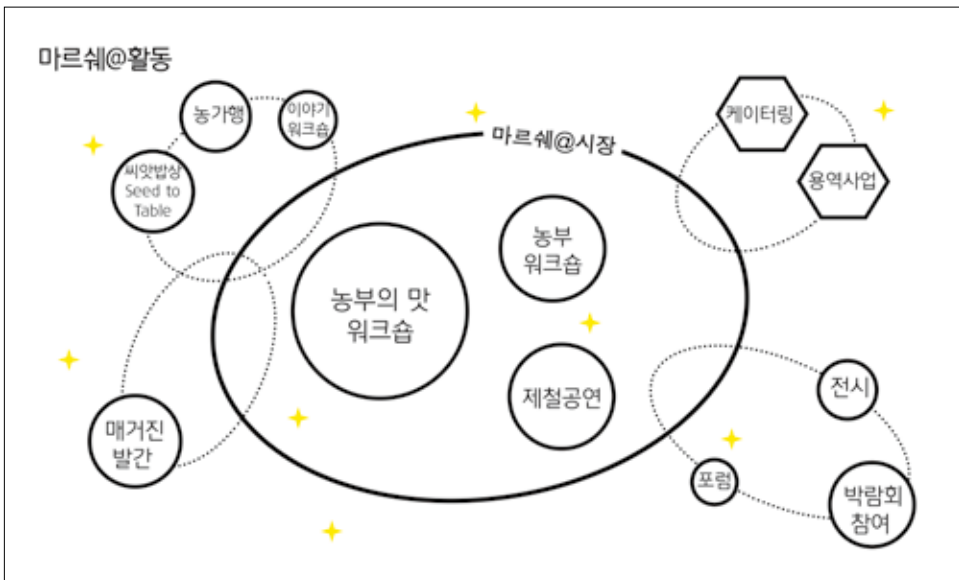 마르쉐@활동
농가행
이야기
워크숍
씨앗밥상
Seed to
Table
매거진
발간
마르쉐@시장
농부의 맛
워크숍
농부
워크숍
제철공연
케이터링
용역사업
전시
포럼
박람회
참여